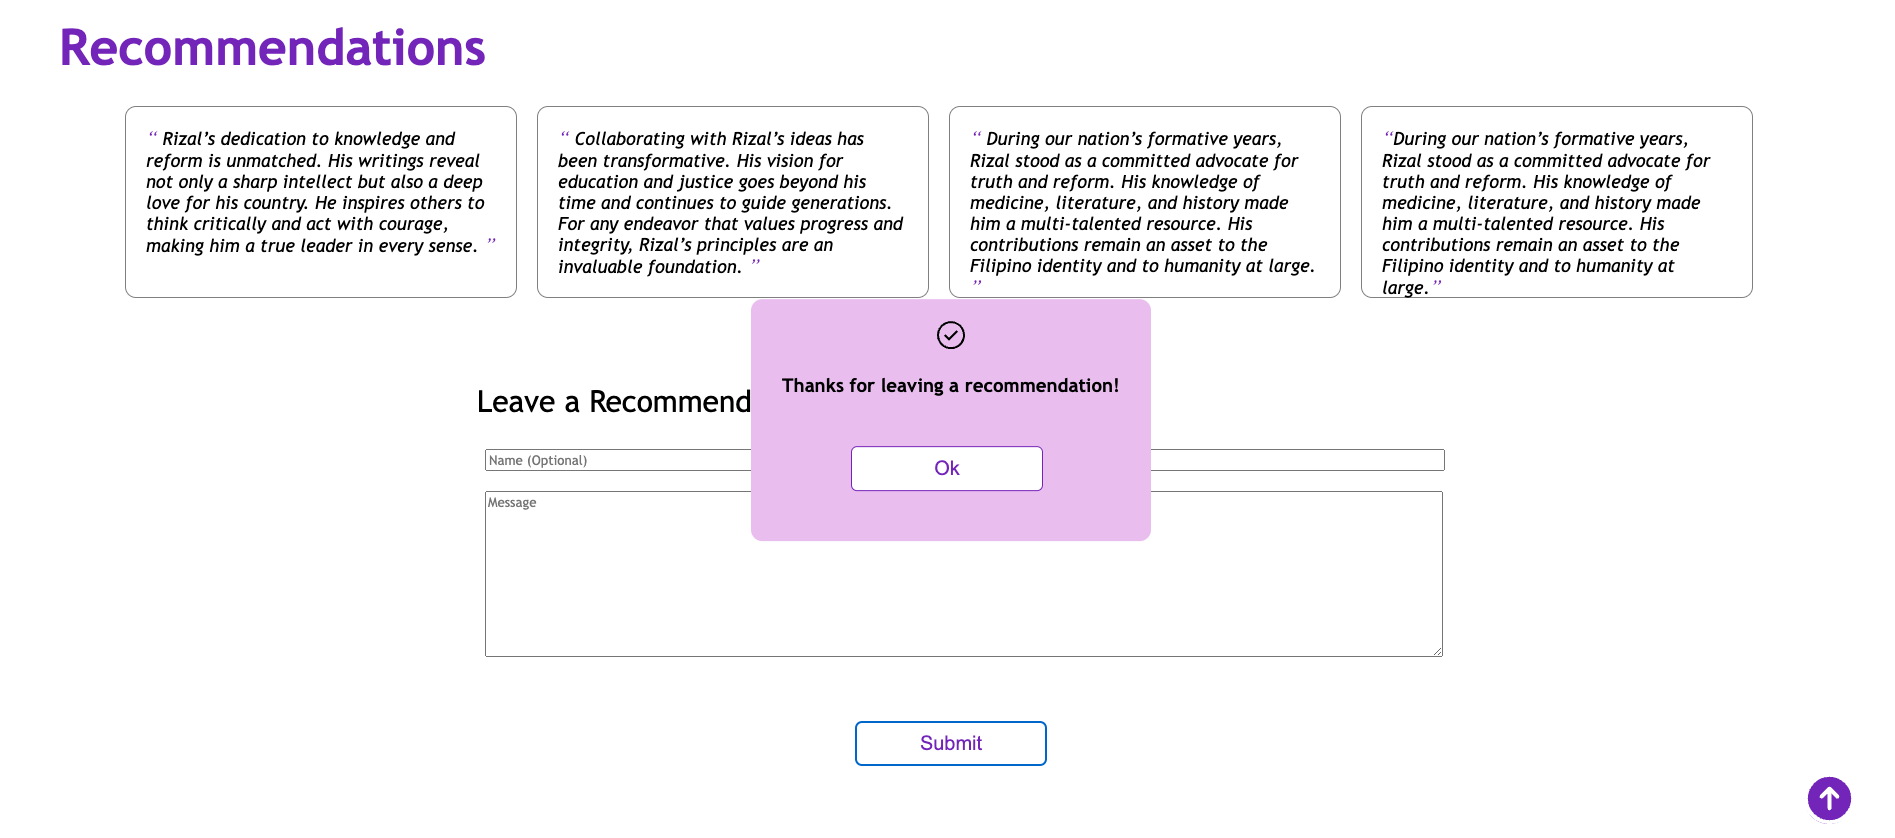 Recommendations
“ Rizal’s dedication to knowledge and
reform is unmatched. His writings reveal
not only a sharp intellect but also a deep
love for his country. He inspires others to
think critically and act with courage,
making him a true leader in every sense. ”
“ Collaborating with Rizal’s ideas has
been transformative. His vision for
education and justice goes beyond his
time and continues to guide generations.
For any endeavor that values progress and
integrity, Rizal’s principles are an
invaluable foundation. ”
“ During our nation’s formative years,
Rizal stood as a committed advocate for
truth and reform. His knowledge of
medicine, literature, and history made
him a multi-talented resource. His
contributions remain an asset to the
Filipino identity and to humanity at large.
”
“During our nation’s formative years,
Rizal stood as a committed advocate for
truth and reform. His knowledge of
medicine, literature, and history made
him a multi-talented resource. His
contributions remain an asset to the
Filipino identity and to humanity at
large.”
Thanks for leaving a recommendation!
Ok
Leave a Recommend
Name (Optional)
Message
Submit